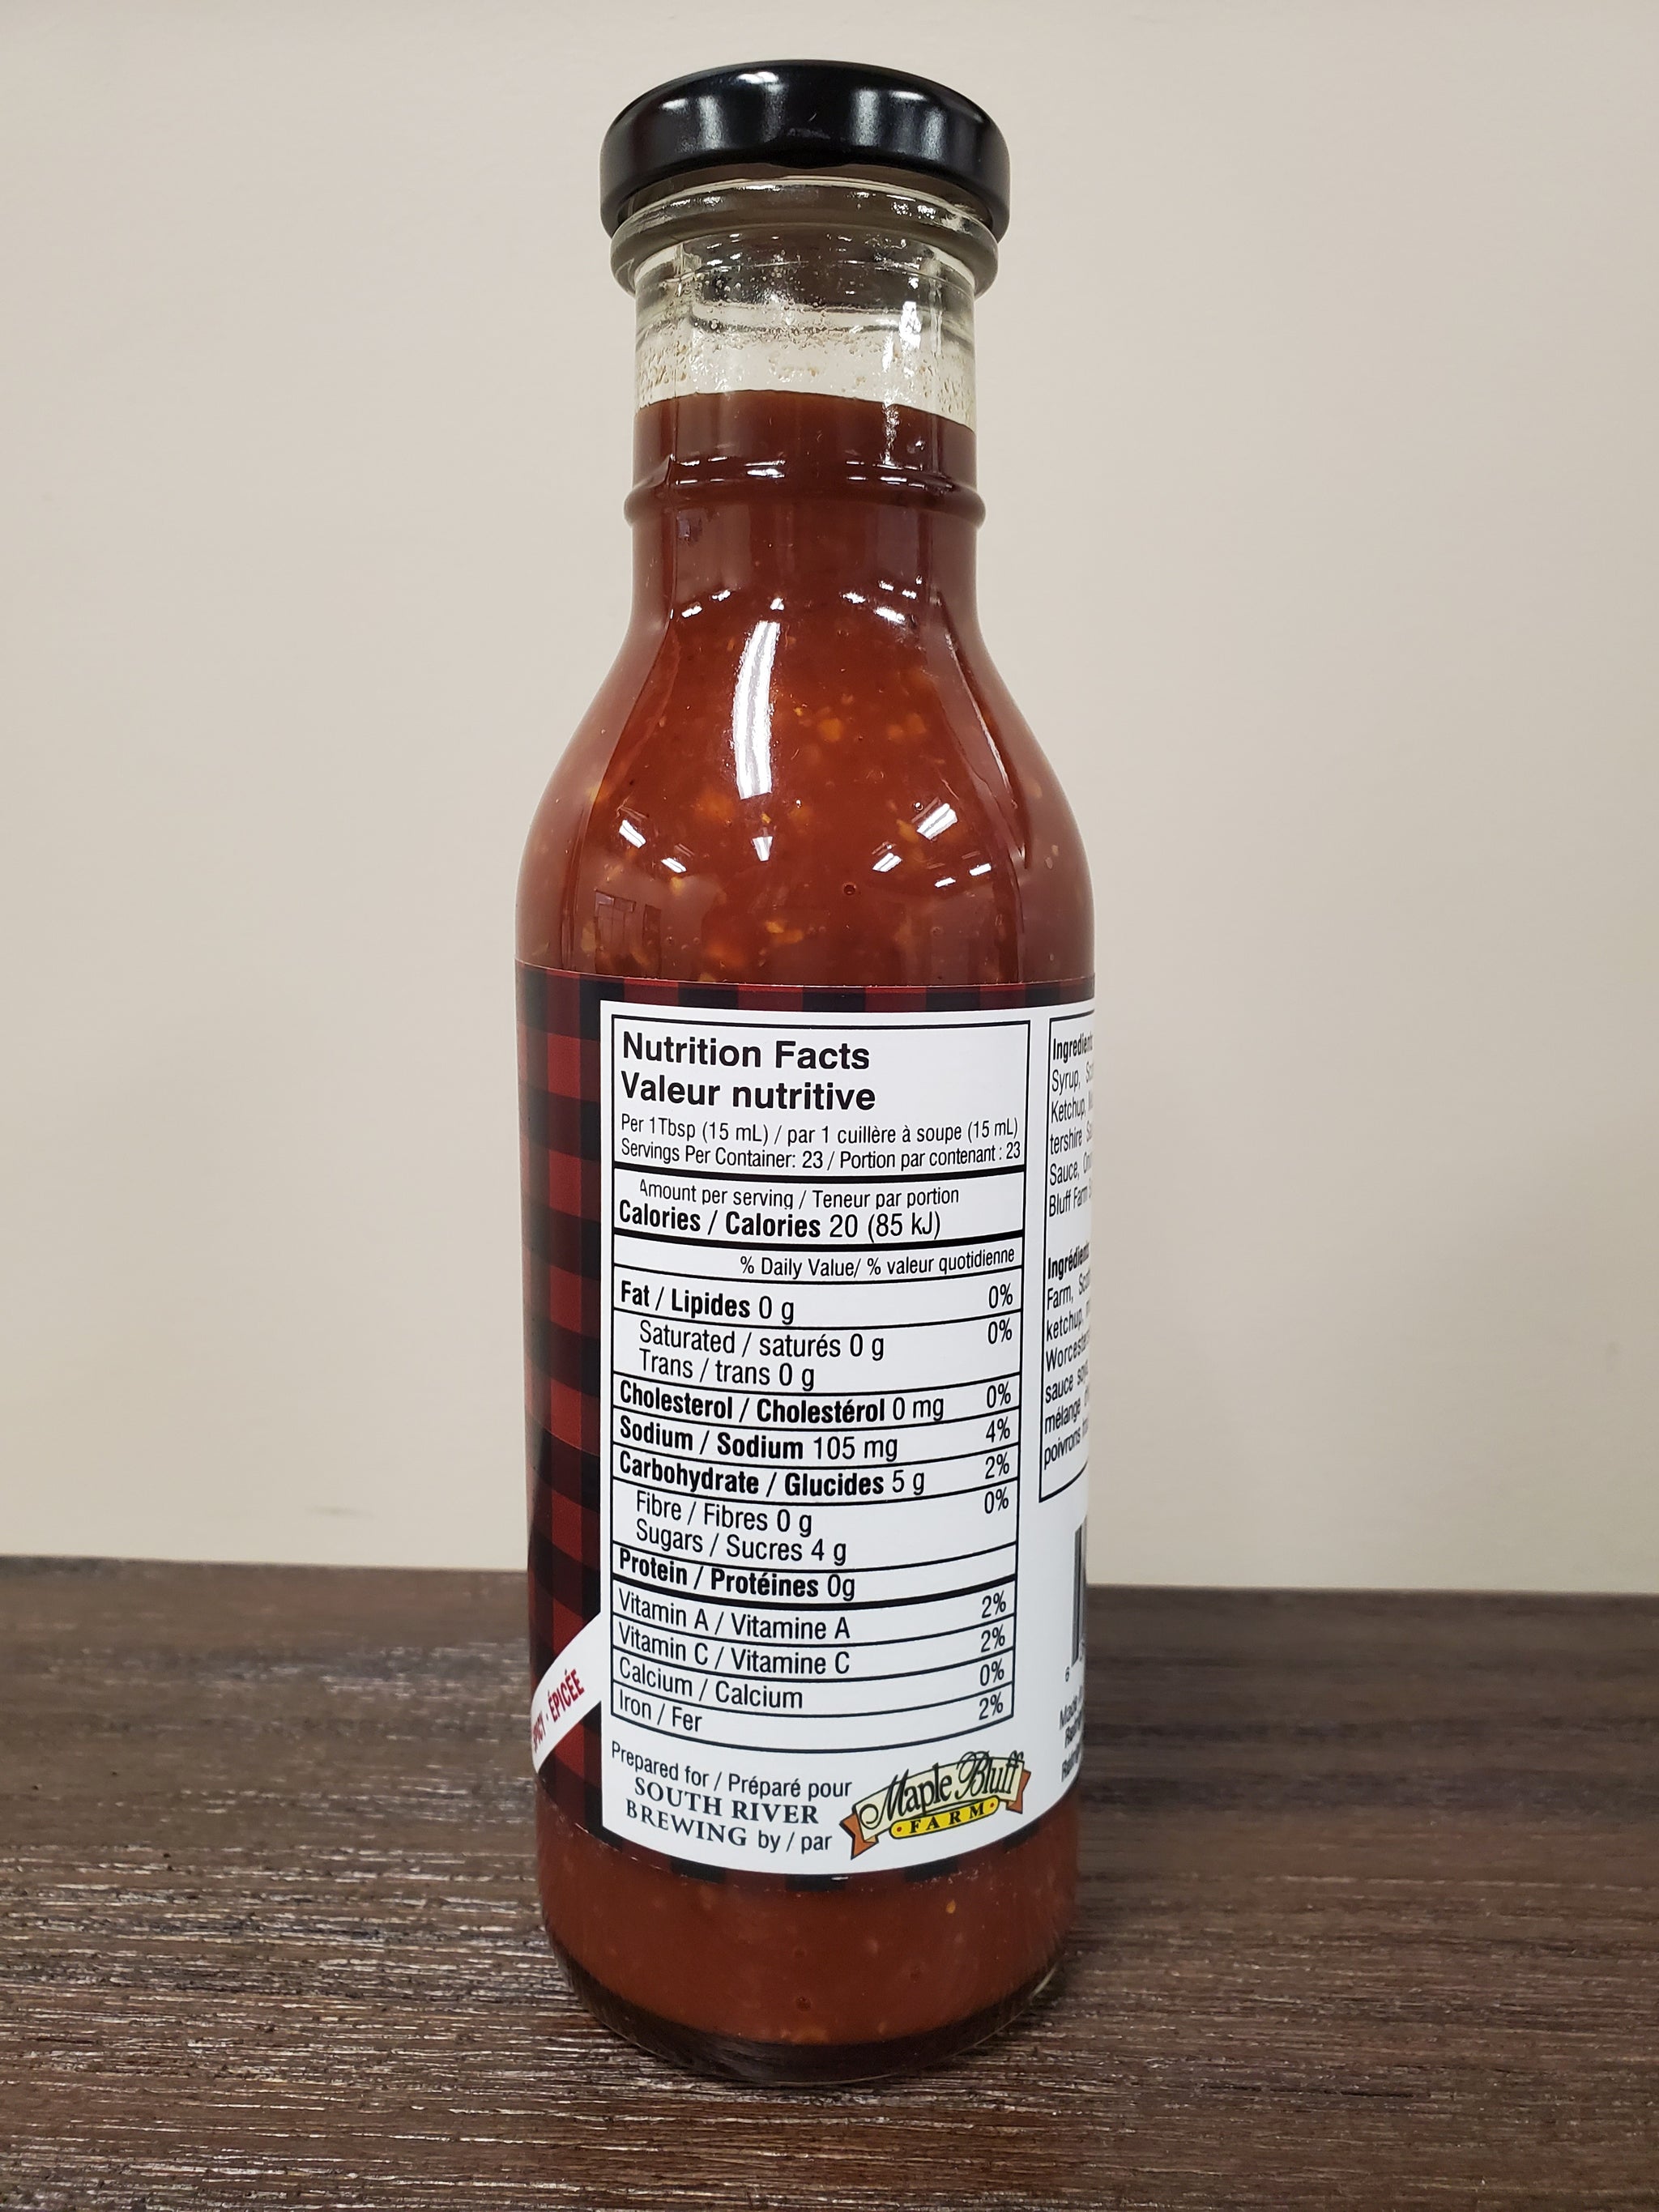 Nutrition Facts
Valeur nutritive
Per 1Tbsp (15 mL) / par 1 cuillère à soupe (15 mL)
Servings Per Container: 23 / Portion par contenant : 23
Amount per serving / Teneur par portion
Calories / Calories 20 (85 kJ)
% Daily Value/ % valeur quotidienne
Fat / Lipides 0 g 0%
Saturated / saturés 0 g 0%
Trans / trans 0 g
Cholesterol / Cholestérol 0 mg 0%
Sodium / Sodium 105 mg 4%
Carbohydrate / Glucides 5 g 2%
Fibre / Fibres 0 g 0%
Sugars / Sucres 4 g
Protein / Protéines 0g
Vitamin A / Vitamine A 2%
Vitamin C / Vitamine C 2%
Calcium / Calcium 0%
Iron / Fer 2%
Prepared for / Préparé pour
SOUTH RIVER
BREWING by / par
Maple Bluff
• FARM •
· ÉPICÉE
Syrup,
Ketchup,
tershire
Sauce,
Bluff Farm
Farm,
ketchup,
sauce
mélange
poivrons
6